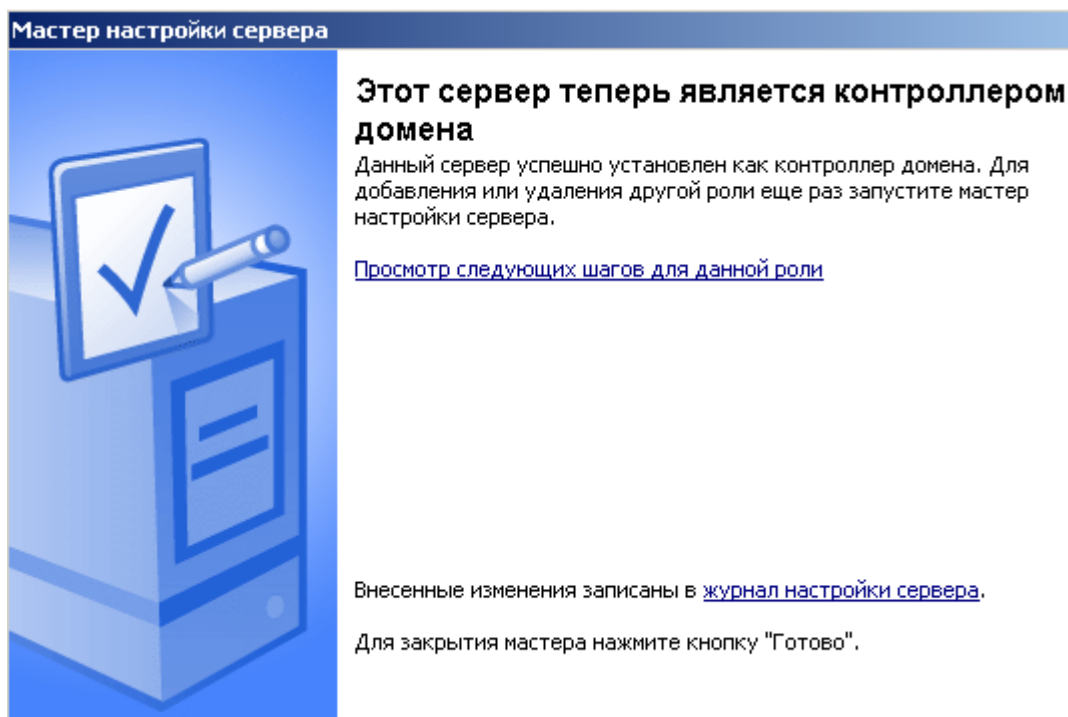 Мастер настройки сервера
Этот сервер теперь является контроллером
домена
Данный сервер успешно установлен как контроллер домена. Для
добавления или удаления другой роли еще раз запустите мастер
настройки сервера.
Просмотр следующих шагов для данной роли
Внесенные изменения записаны в журнал настройки сервера.
Для закрытия мастера нажмите кнопку "Готово".